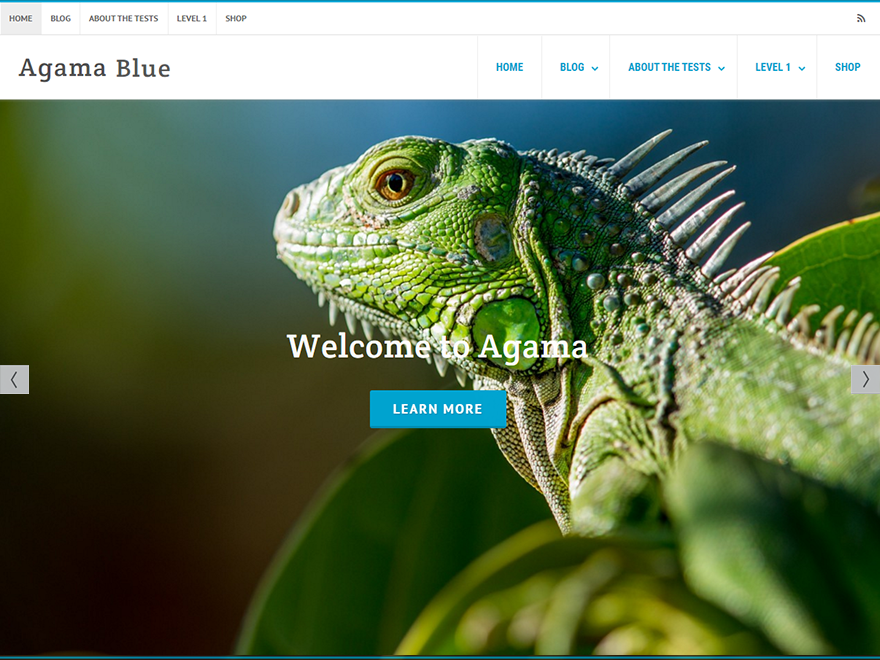 HOME BLOG ABOUT THE TESTS LEVEL 1 SHOP
Agama Blue
HOME BLOG ABOUT THE TESTS LEVEL 1 SHOP
Welcome to Agama
LEARN MORE